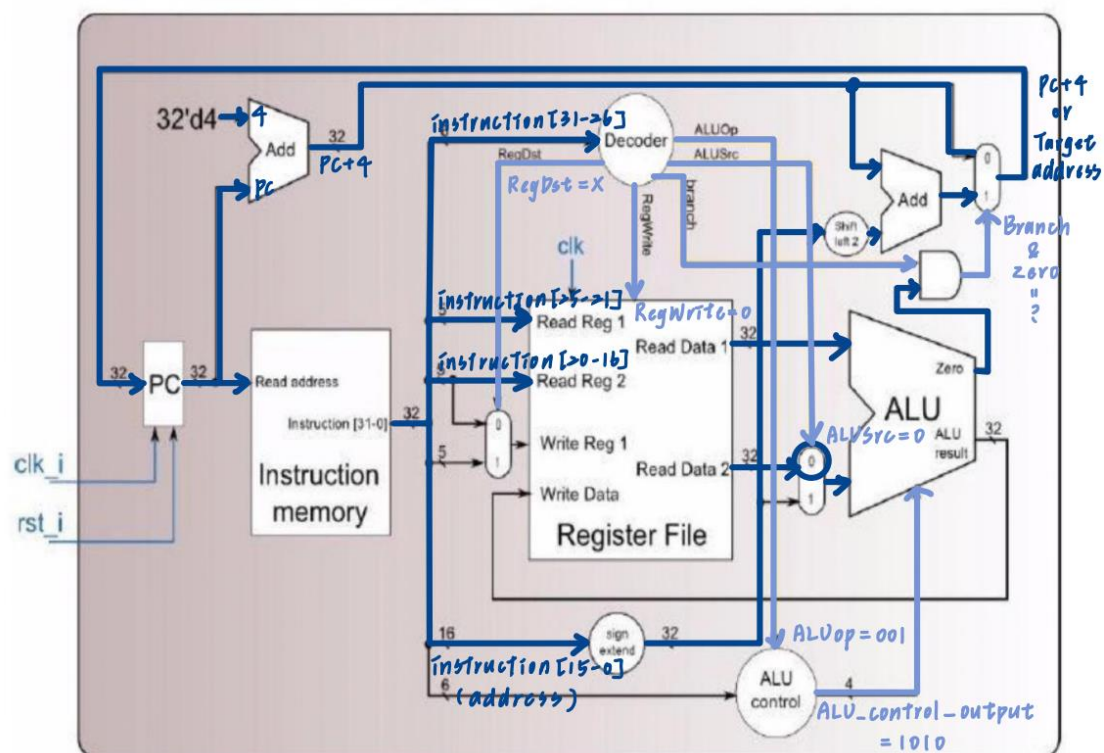 32'd4
4
Add
PC
32
PC+4
instruction [31-26]
RegDst
RegDst=X
Decoder
ALUOp
ALUSrc
branch
RegWrite
clk
Shift
left 2
Add
0
1
PC+4
or
Target
address
Branch
&
zero
=
?
32
PC
32
Read address
Instruction [31-0]
32
Instruction
memory
clk_i
rst_i
instruction [25-21]
5
Read Reg 1
instruction [20-16]
5
Read Reg 2
0
1
5
Write Reg 1
Write Data
RegWrite=0
Read Data 1
32
Read Data 2
32
Register File
ALUSrc=0
0
1
Zero
ALU
ALU
result
32
16
sign
extend
32
instruction [15-0]
(address)
6
ALUop=001
ALU
control
4
ALU_control_output
=1010